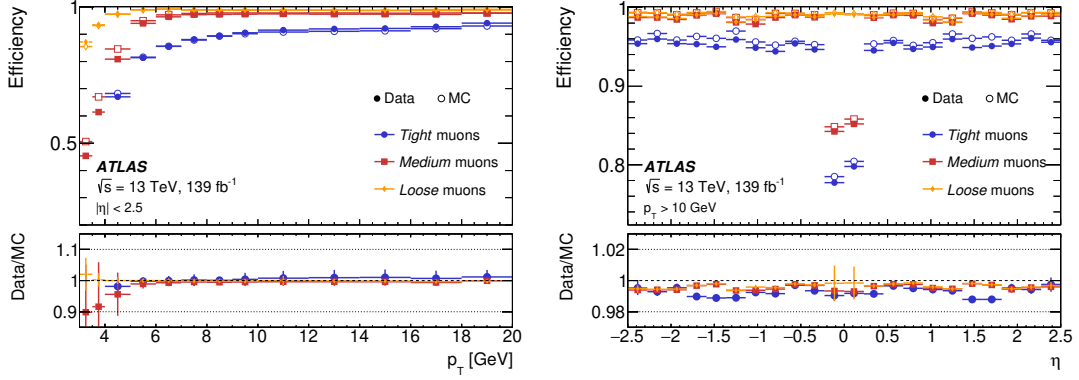 Efficiency
1
0.5
Data MC
Tight muons
Medium muons
Loose muons
ATLAS
√s = 13 TeV, 139 fb⁻¹
|η| < 2.5
Data/MC
1.1
1
0.9
4 6 8 10 12 14 16 18 20
p_T [GeV]
Efficiency
1
0.9
0.8
Data MC
Tight muons
Medium muons
Loose muons
ATLAS
√s = 13 TeV, 139 fb⁻¹
p_T > 10 GeV
Data/MC
1.02
1
0.98
−2.5 −2 −1.5 −1 −0.5 0 0.5 1 1.5 2 2.5
η